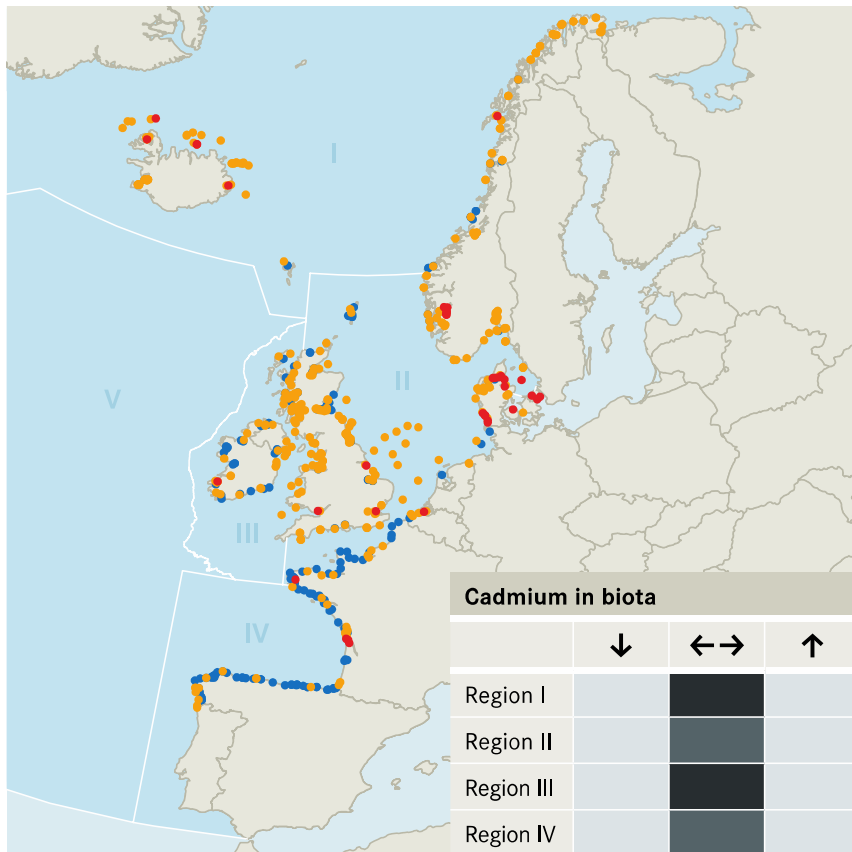 I
V
II
III
IV
Cadmium in biota
↓ ←→ ↑
Region I
Region II
Region III
Region IV